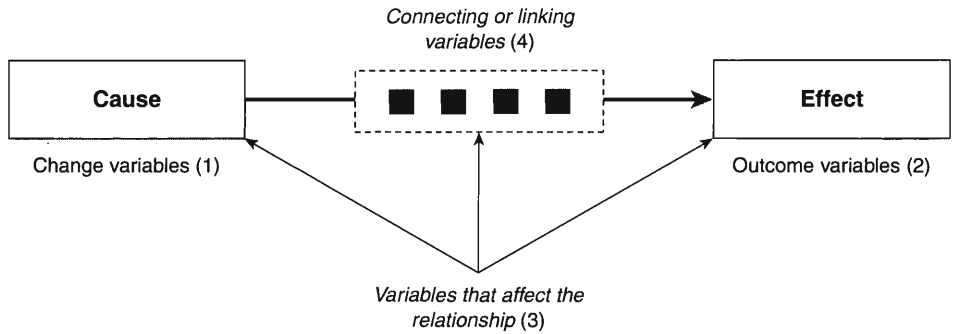 Connecting or linking
variables (4)
Cause
Effect
Change variables (1)
Outcome variables (2)
Variables that affect the
relationship (3)